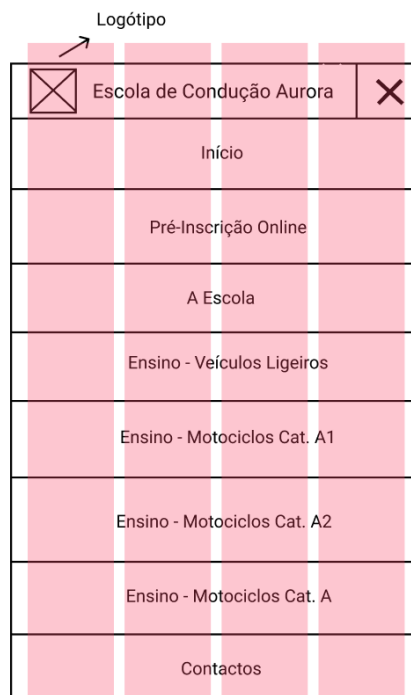 Logótipo
Escola de Condução Aurora
Início
Pré-Inscrição Online
A Escola
Ensino - Veículos Ligeiros
Ensino - Motociclos Cat. A1
Ensino - Motociclos Cat. A2
Ensino - Motociclos Cat. A
Contactos